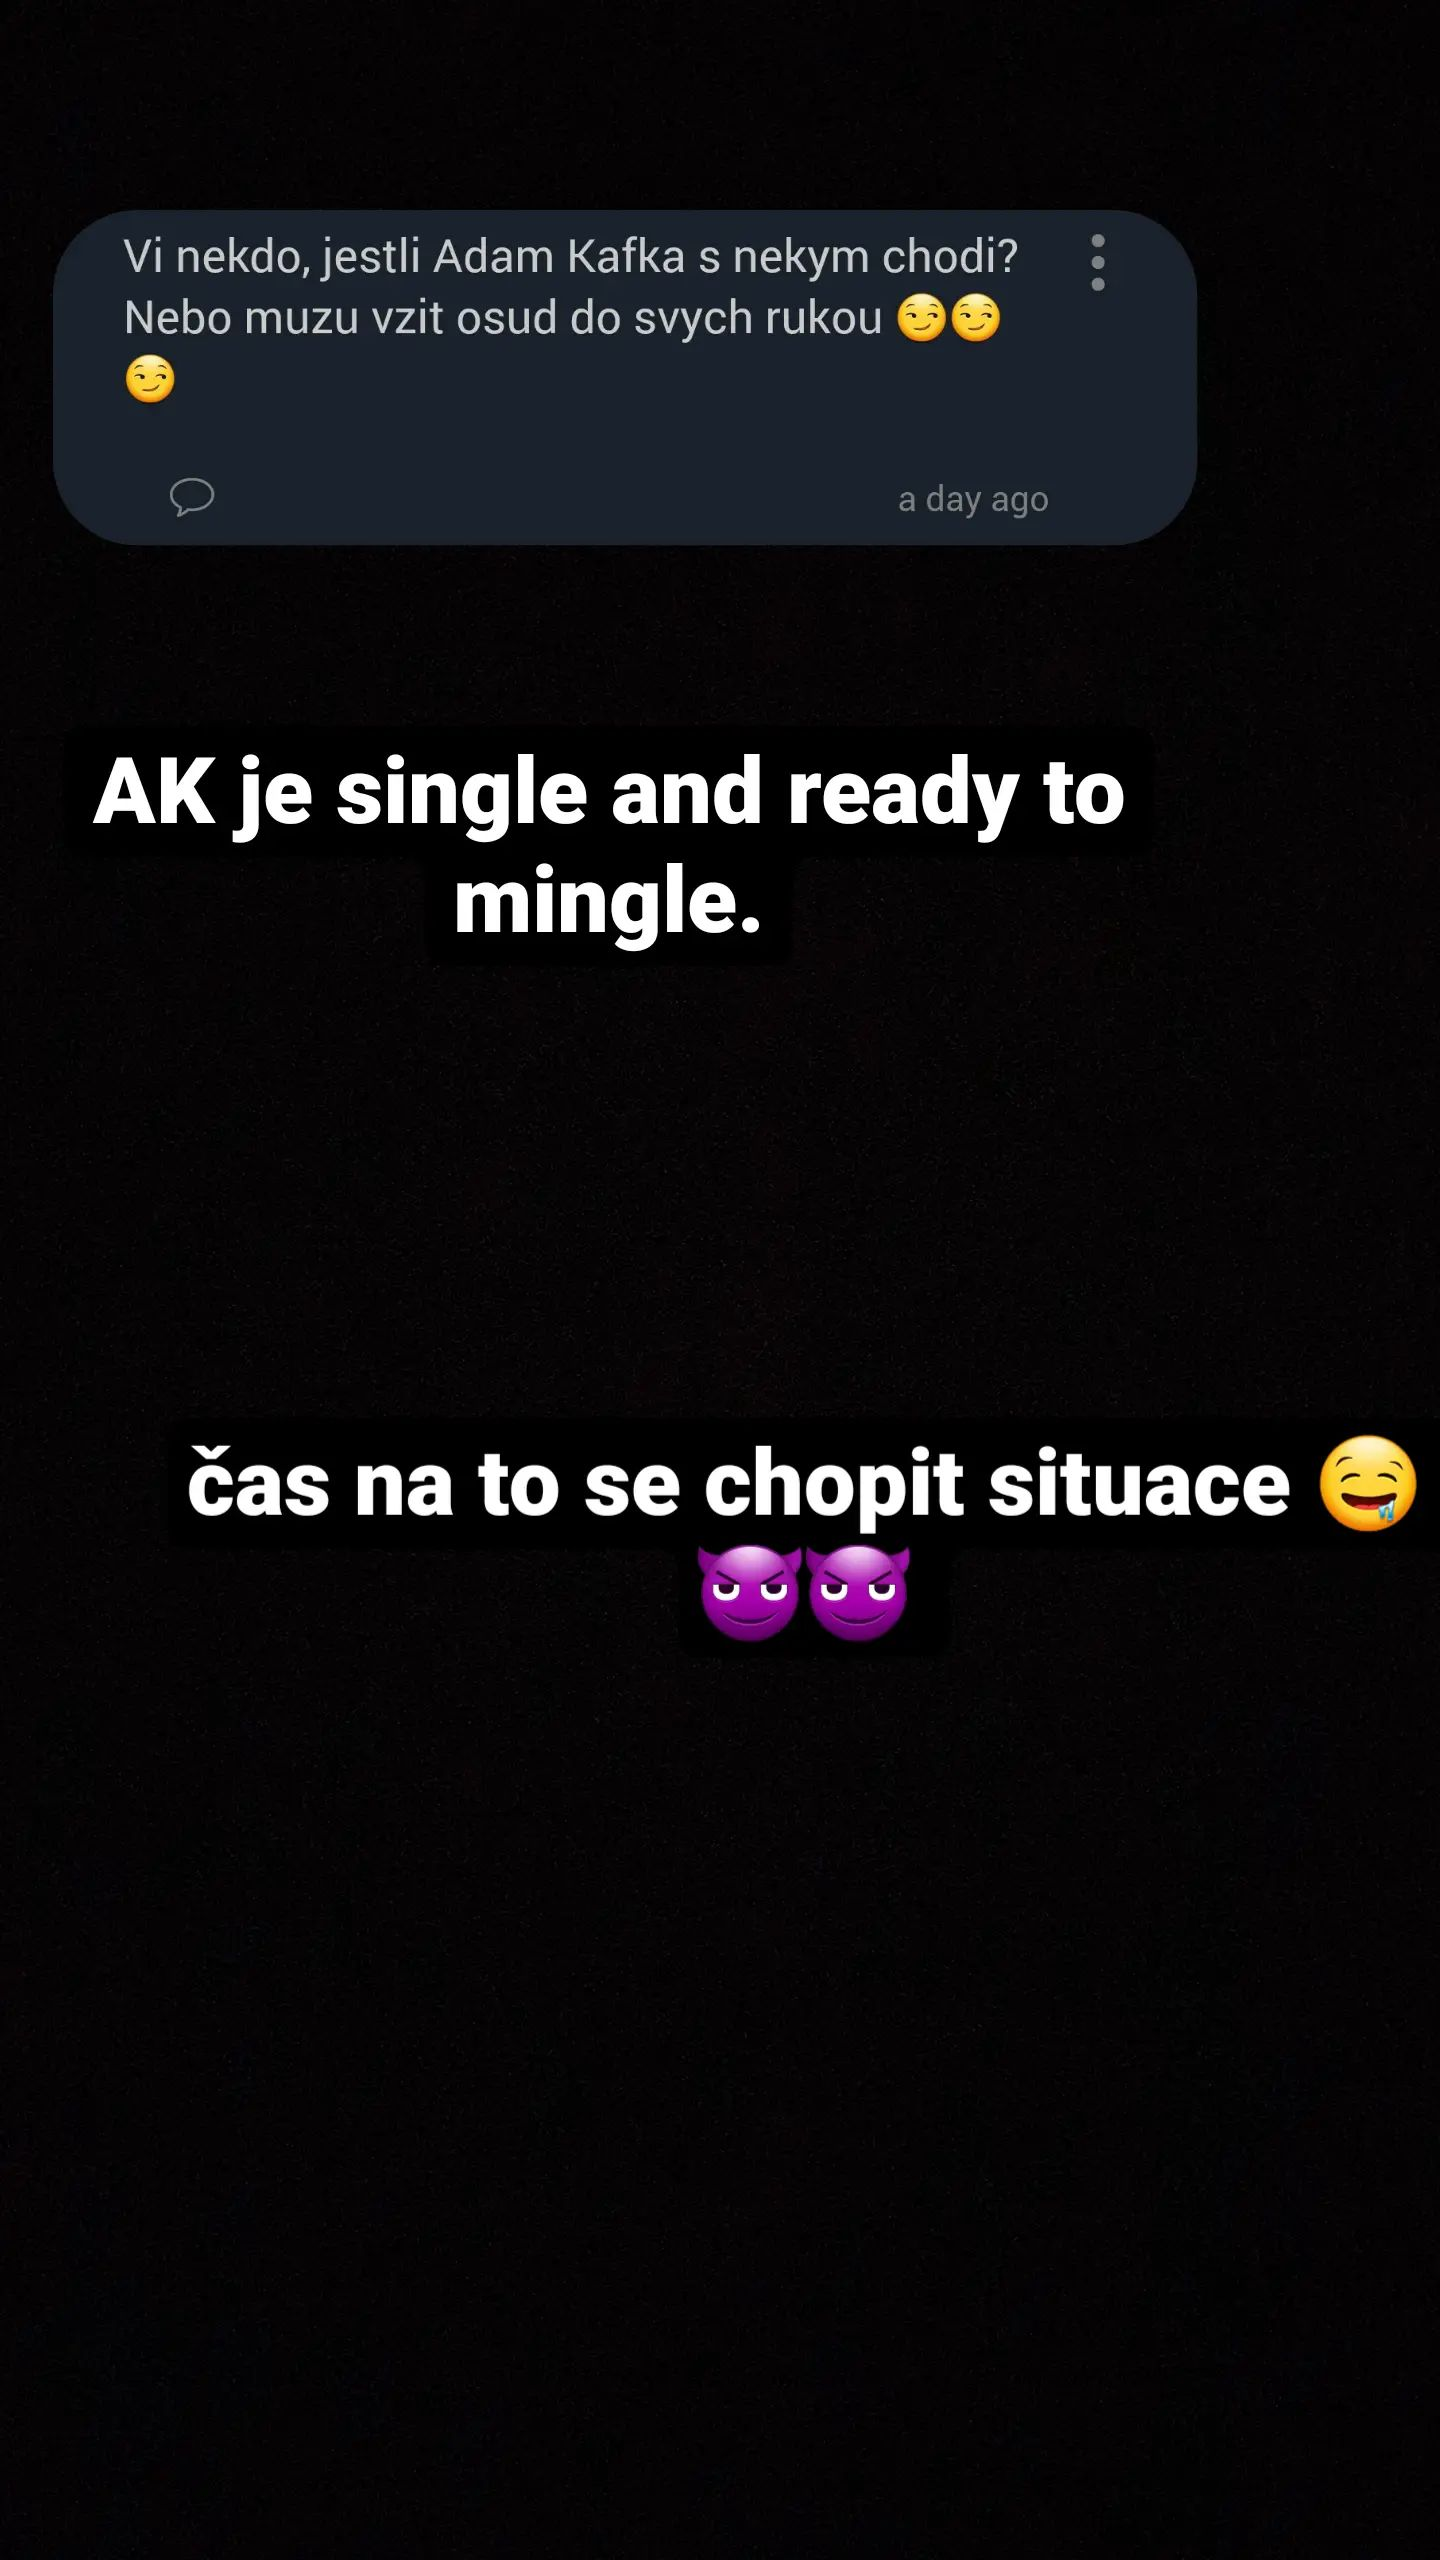 Vi nekdo, jestli Adam Kafka s nekym chodi?
Nebo muzu vzit osud do svych rukou 😏😏
😏
a day ago
AK je single and ready to
mingle.
čas na to se chopit situace 🤤
😈😈